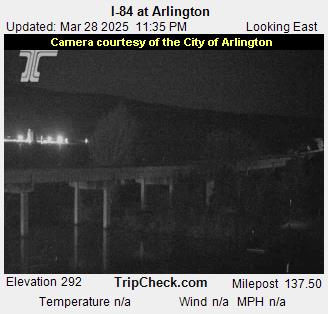 I-84 at Arlington
Updated: Mar 28 2025 11:35 PM Looking East
Camera courtesy of the City of Arlington
Elevation 292 TripCheck.com Milepost 137.50
Temperature n/a Wind n/a MPH n/a